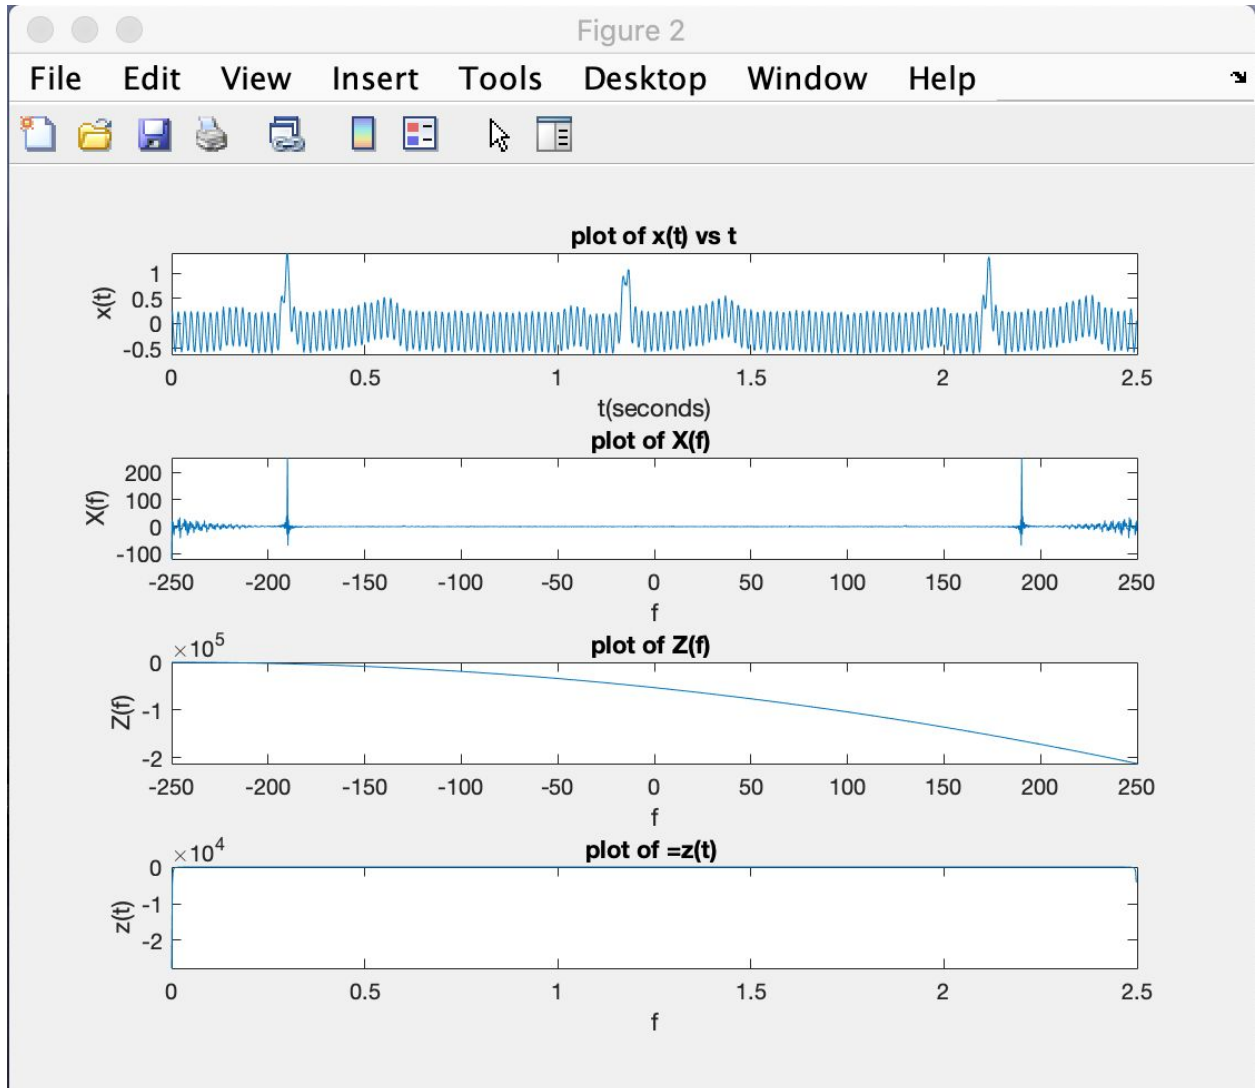 Figure 2
File Edit View Insert Tools Desktop Window Help
plot of x(t) vs t
x(t)
1
0.5
0
-0.5
0 0.5 1 1.5 2 2.5
t(seconds)
plot of X(f)
X(f)
200
100
0
-100
-250 -200 -150 -100 -50 0 50 100 150 200 250
f
×10⁵
plot of Z(f)
Z(f)
0
-1
-2
-250 -200 -150 -100 -50 0 50 100 150 200 250
f
×10⁴
plot of =z(t)
z(t)
0
-1
-2
0 0.5 1 1.5 2 2.5
f